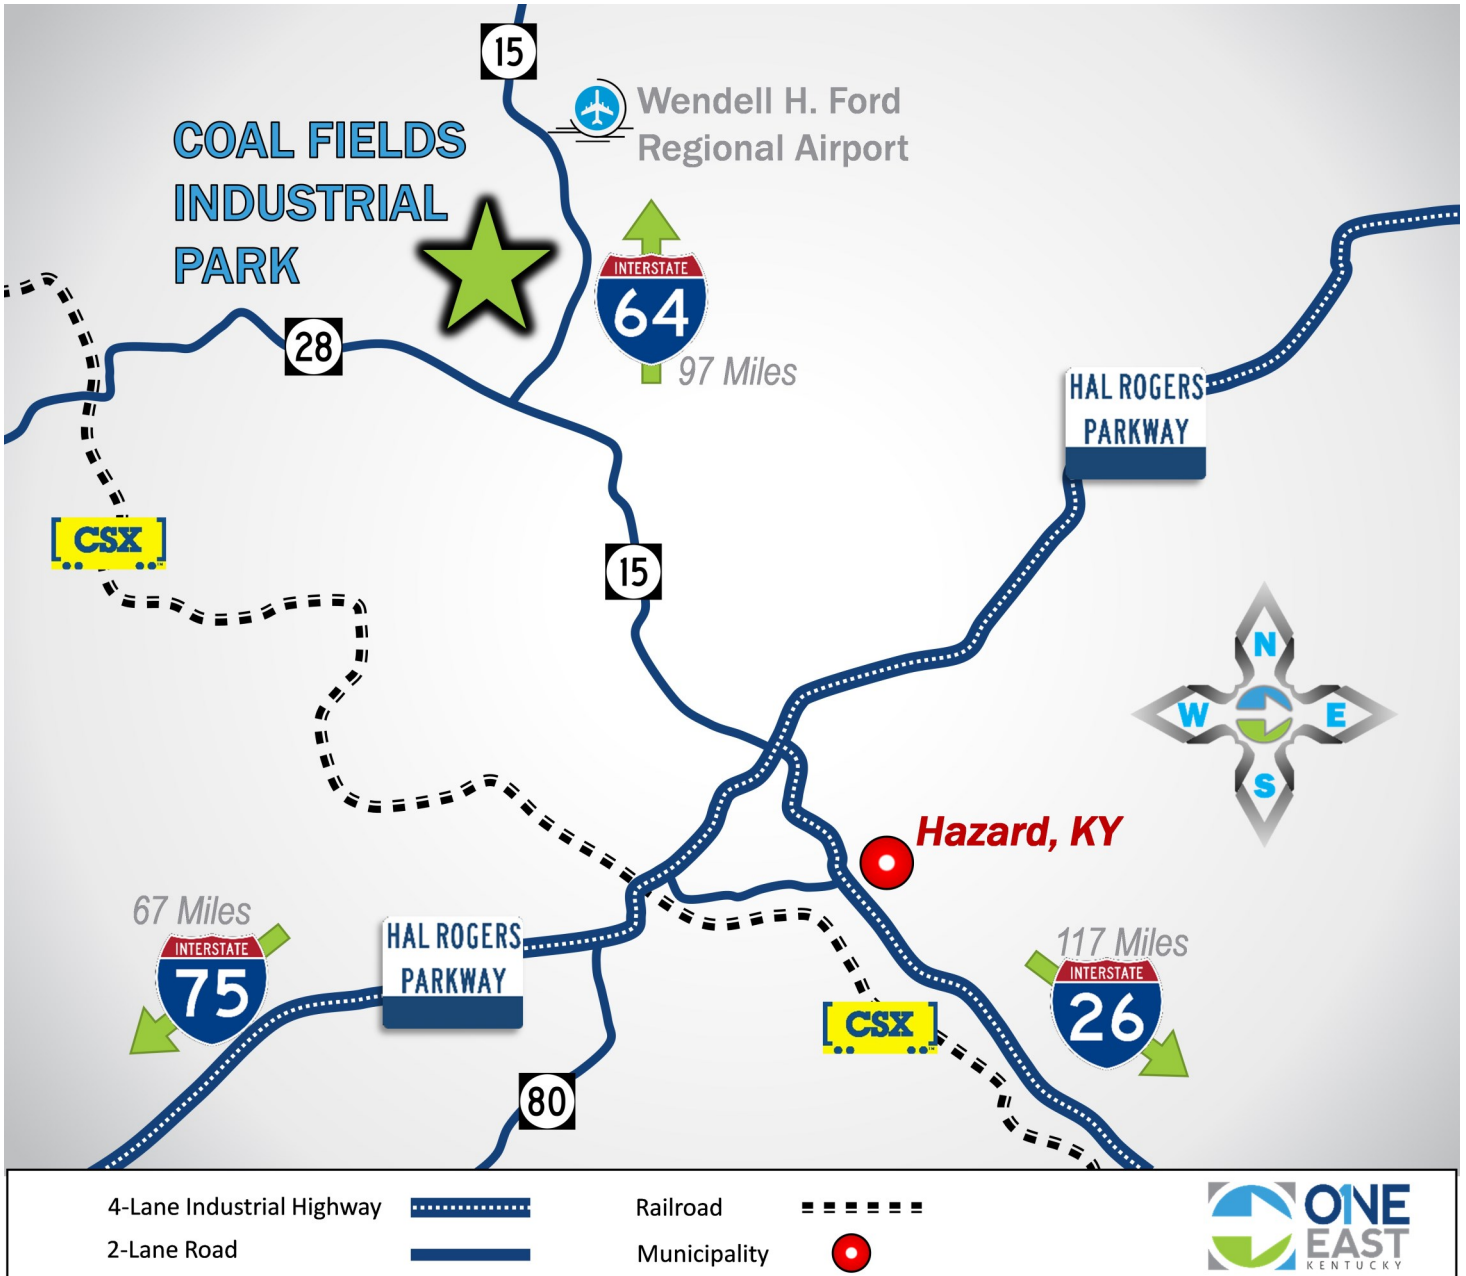 15
Wendell H. Ford
Regional Airport
COAL FIELDS
INDUSTRIAL
PARK
INTERSTATE
64
97 Miles
28
HAL ROGERS
PARKWAY
CSX
15
N
W E
S
Hazard, KY
67 Miles
INTERSTATE
75
HAL ROGERS
PARKWAY
117 Miles
INTERSTATE
26
CSX
80
4-Lane Industrial Highway
2-Lane Road
Railroad
Municipality
ONE
EAST
KENTUCKY